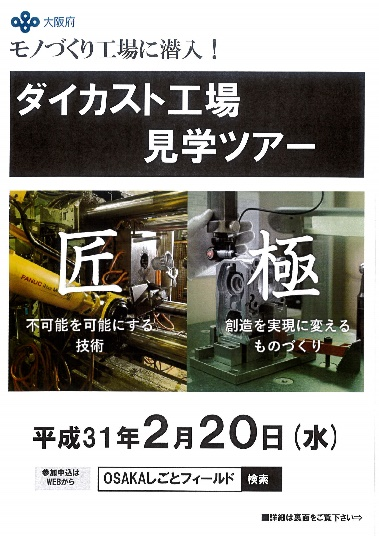 大阪府
モノづくり工場に潜入！
ダイカスト工場
見学ツアー
匠
不可能を可能にする
技術
極
創造を実現に変える
ものづくり
FANUC Robot
平成31年2月20日(水)
参加申込は
WEBから
OSAKAしごとフィールド 検索
■詳細は裏面をご覧下さい⇒